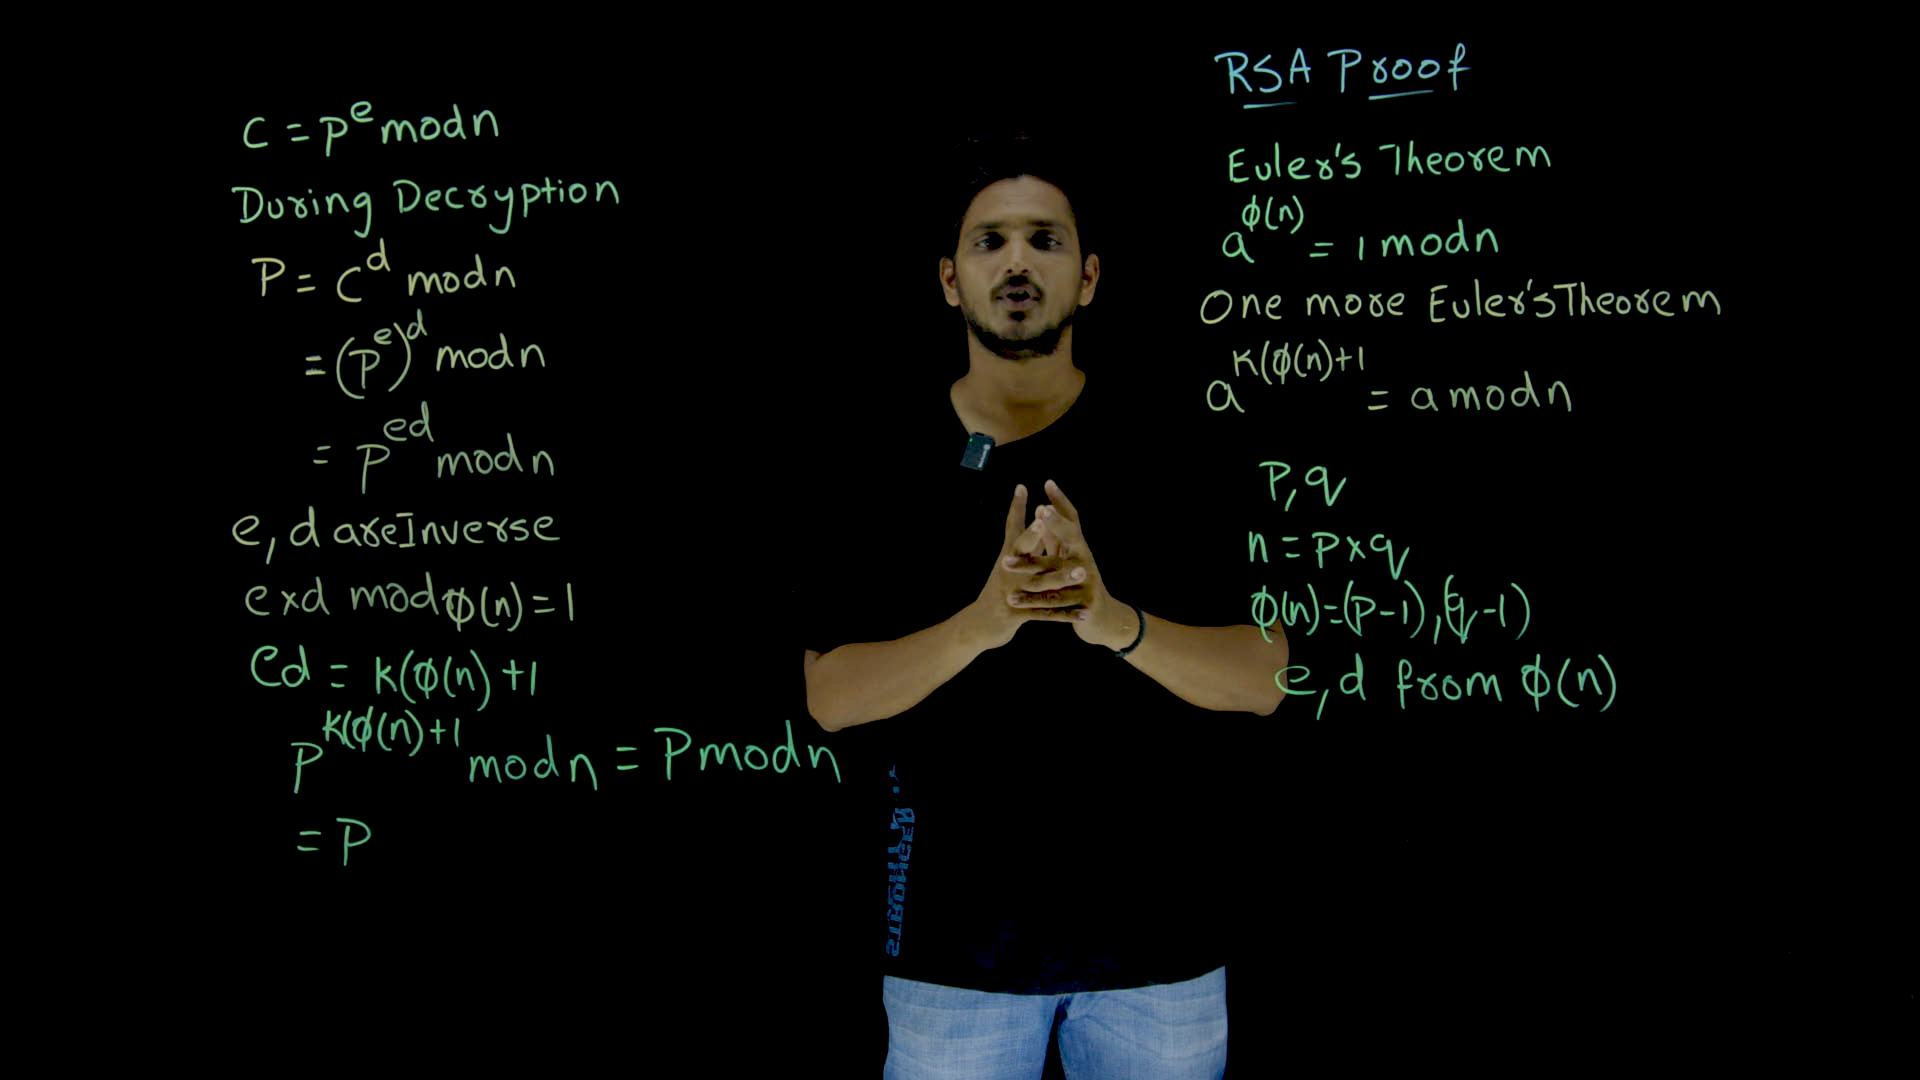 C = P^e mod n
During Decryption
P = C^d mod n
= (P^e)^d mod n
= P^ed mod n
e, d are Inverse
exd mod ϕ(n) = 1
ed = K(ϕ(n) + 1
P^K(ϕ(n)+1 mod n = P mod n
= P
RSA Proof
Euler's Theorem
a^ϕ(n) = 1 mod n
One more Euler's Theorem
a^K(ϕ(n)+1 = a mod n
P, q
n = P x q
ϕ(n) = (P-1), (q-1)
e, d from ϕ(n)